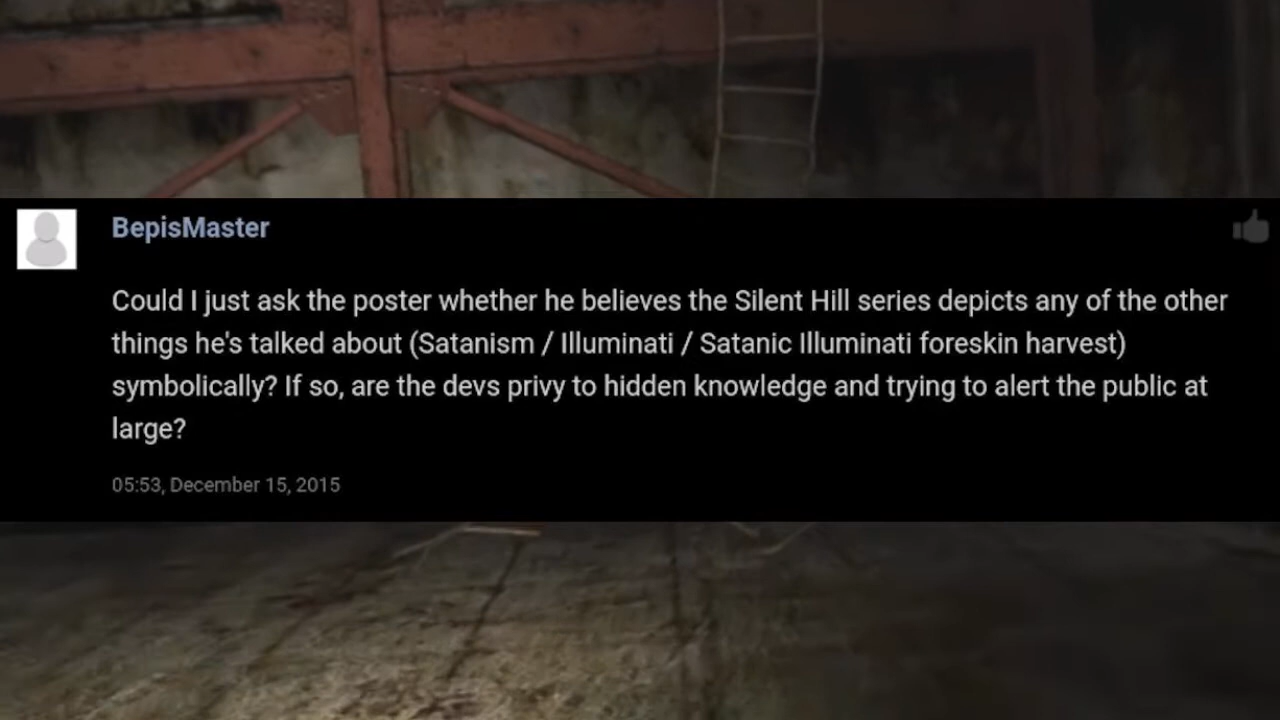 BepisMaster
Could I just ask the poster whether he believes the Silent Hill series depicts any of the other
things he's talked about (Satanism / Illuminati / Satanic Illuminati foreskin harvest)
symbolically? If so, are the devs privy to hidden knowledge and trying to alert the public at
large?
05:53, December 15, 2015